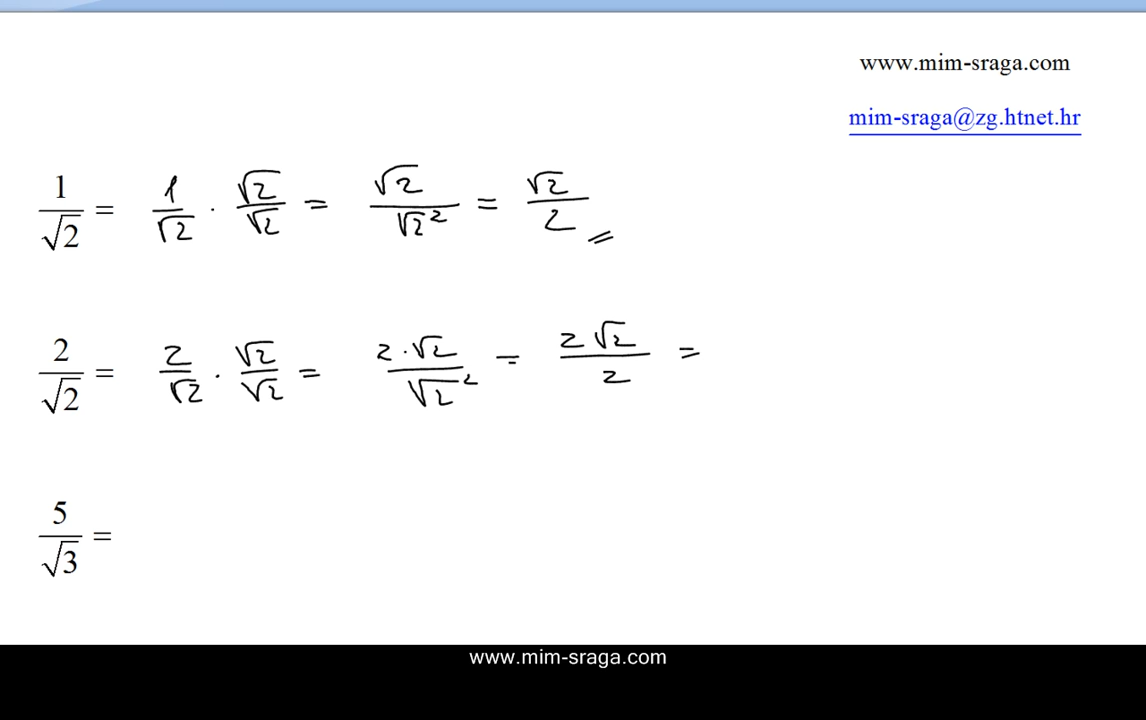 www.mim-sraga.com
mim-sraga@zg.htnet.hr
1/√2 = 1/√2 · √2/√2 = √2/√2² = √2/2
2/√2 = 2/√2 · √2/√2 = 2·√2/√2² = 2√2/2 =
5/√3 =
www.mim-sraga.com